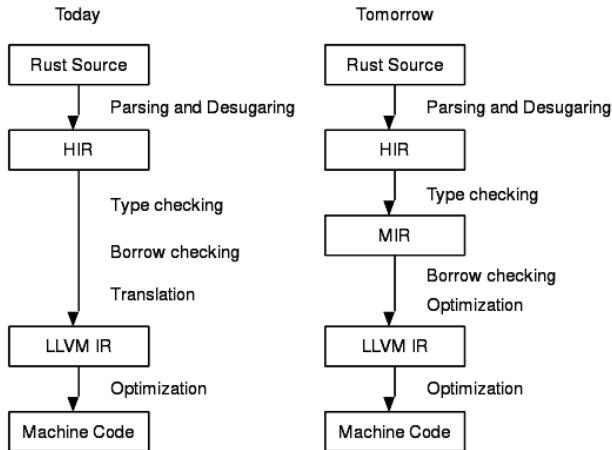 Today
Rust Source
Parsing and Desugaring
HIR
Type checking
Borrow checking
Translation
LLVM IR
Optimization
Machine Code
Tomorrow
Rust Source
Parsing and Desugaring
HIR
Type checking
MIR
Borrow checking
Optimization
LLVM IR
Optimization
Machine Code